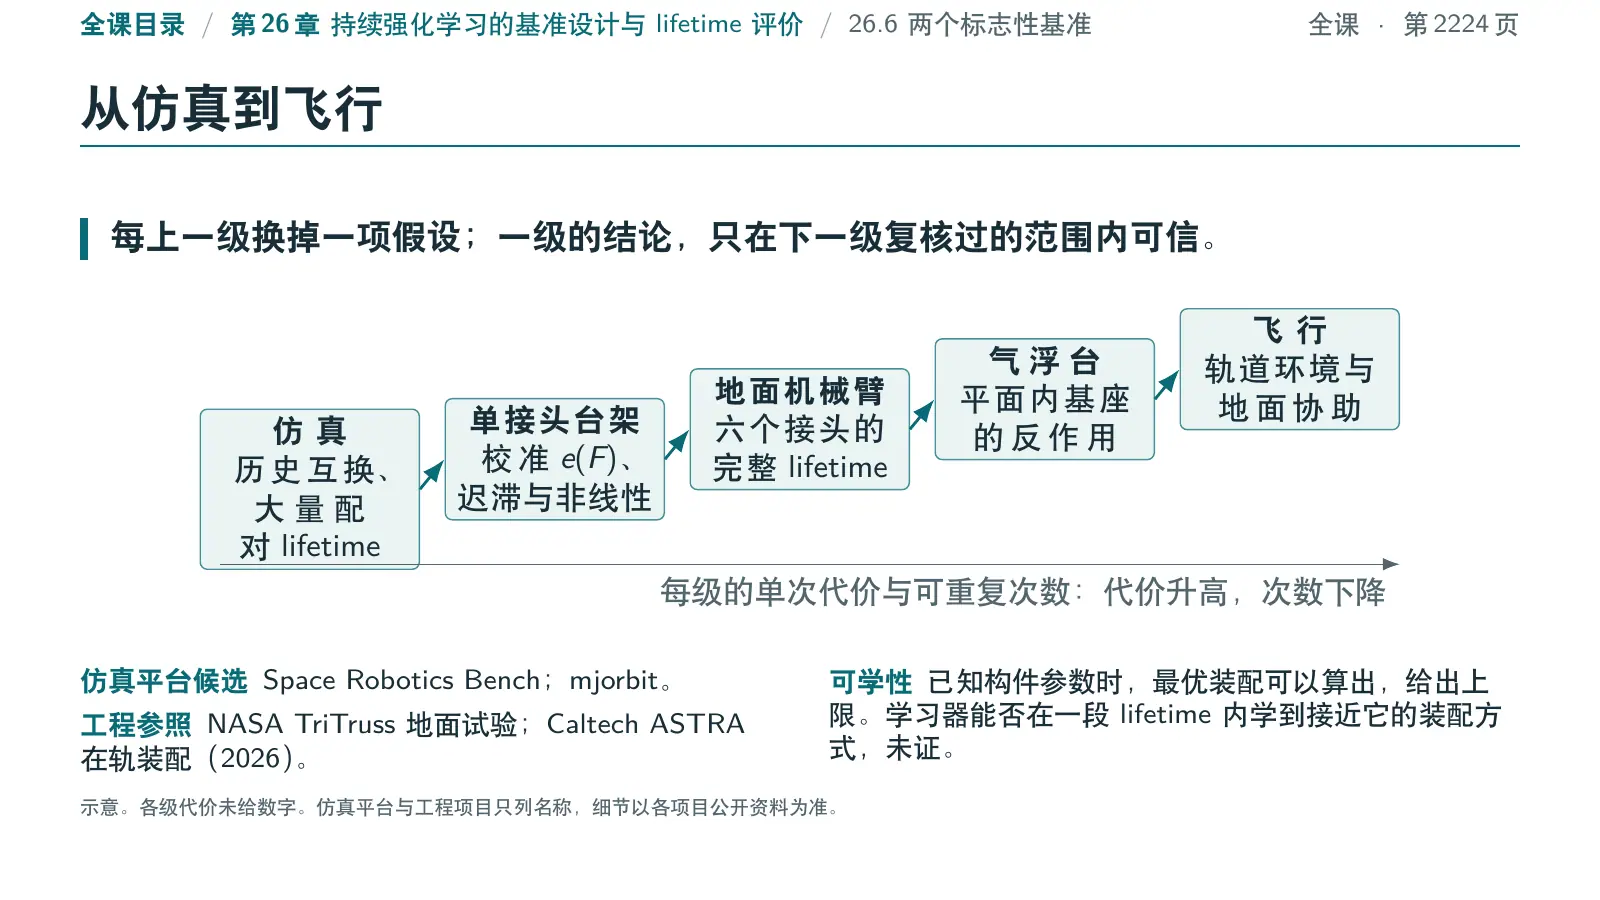 全课目录 / 第 26 章 持续强化学习的基准设计与 lifetime 评价 / 26.6 两个标志性基准 全课 · 第 2224 页
从仿真到飞行
每上一级换掉一项假设；一级的结论，只在下一级复核过的范围内可信。
仿真
历史互换、
大量配
对 lifetime
单接头台架
校准 e(F)、
迟滞与非线性
地面机械臂
六个接头的
完整 lifetime
气浮台
平面内基座
的反作用
飞行
轨道环境与
地面协助
每级的单次代价与可重复次数：代价升高，次数下降
仿真平台候选 Space Robotics Bench；mjorbit。
工程参照 NASA TriTruss 地面试验；Caltech ASTRA
在轨装配（2026）。
可学性 已知构件参数时，最优装配可以算出，给出上
限。学习器能否在一段 lifetime 内学到接近它的装配方
式，未证。
示意。各级代价未给数字。仿真平台与工程项目只列名称，细节以各项目公开资料为准。